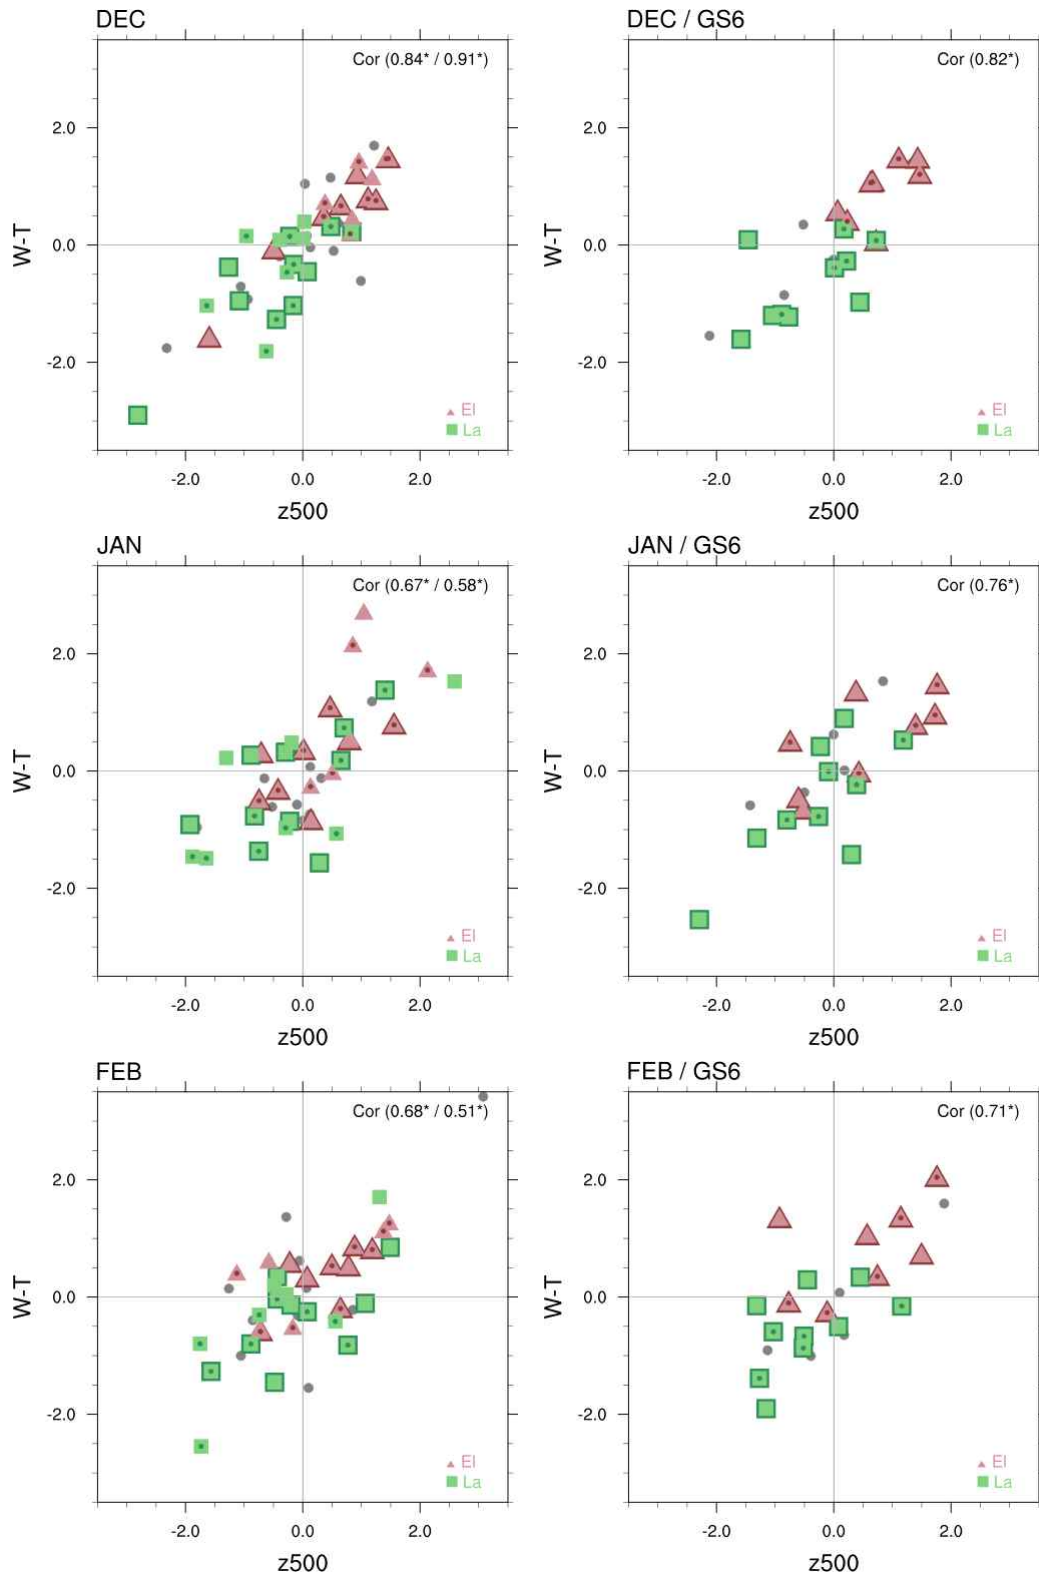 DEC
Cor (0.84* / 0.91*)
W-T
2.0
0.0
-2.0
El
La
-2.0 0.0 2.0
z500
DEC / GS6
Cor (0.82*)
W-T
2.0
0.0
-2.0
El
La
-2.0 0.0 2.0
z500
JAN
Cor (0.67* / 0.58*)
W-T
2.0
0.0
-2.0
El
La
-2.0 0.0 2.0
z500
JAN / GS6
Cor (0.76*)
W-T
2.0
0.0
-2.0
El
La
-2.0 0.0 2.0
z500
FEB
Cor (0.68* / 0.51*)
W-T
2.0
0.0
-2.0
El
La
-2.0 0.0 2.0
z500
FEB / GS6
Cor (0.71*)
W-T
2.0
0.0
-2.0
El
La
-2.0 0.0 2.0
z500